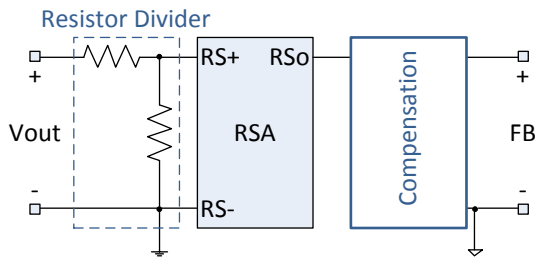 Resistor Divider
RS+ RSo
+ +
Vout RSA Compensation FB
- -
RS-